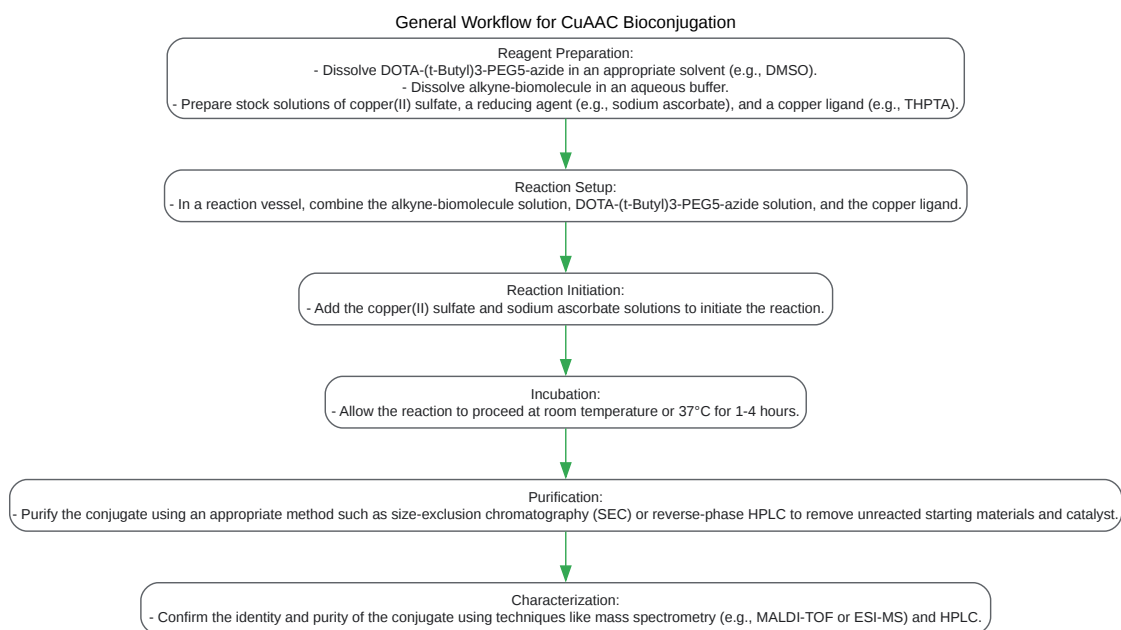 General Workflow for CuAAC Bioconjugation
Reagent Preparation:
- Dissolve DOTA-(t-Butyl)3-PEG5-azide in an appropriate solvent (e.g., DMSO).
- Dissolve alkyne-biomolecule in an aqueous buffer.
- Prepare stock solutions of copper(II) sulfate, a reducing agent (e.g., sodium ascorbate), and a copper ligand (e.g., THPTA).
Reaction Setup:
- In a reaction vessel, combine the alkyne-biomolecule solution, DOTA-(t-Butyl)3-PEG5-azide solution, and the copper ligand.
Reaction Initiation:
- Add the copper(II) sulfate and sodium ascorbate solutions to initiate the reaction.
Incubation:
- Allow the reaction to proceed at room temperature or 37°C for 1-4 hours.
Purification:
- Purify the conjugate using an appropriate method such as size-exclusion chromatography (SEC) or reverse-phase HPLC to remove unreacted starting materials and catalyst.
Characterization:
- Confirm the identity and purity of the conjugate using techniques like mass spectrometry (e.g., MALDI-TOF or ESI-MS) and HPLC.